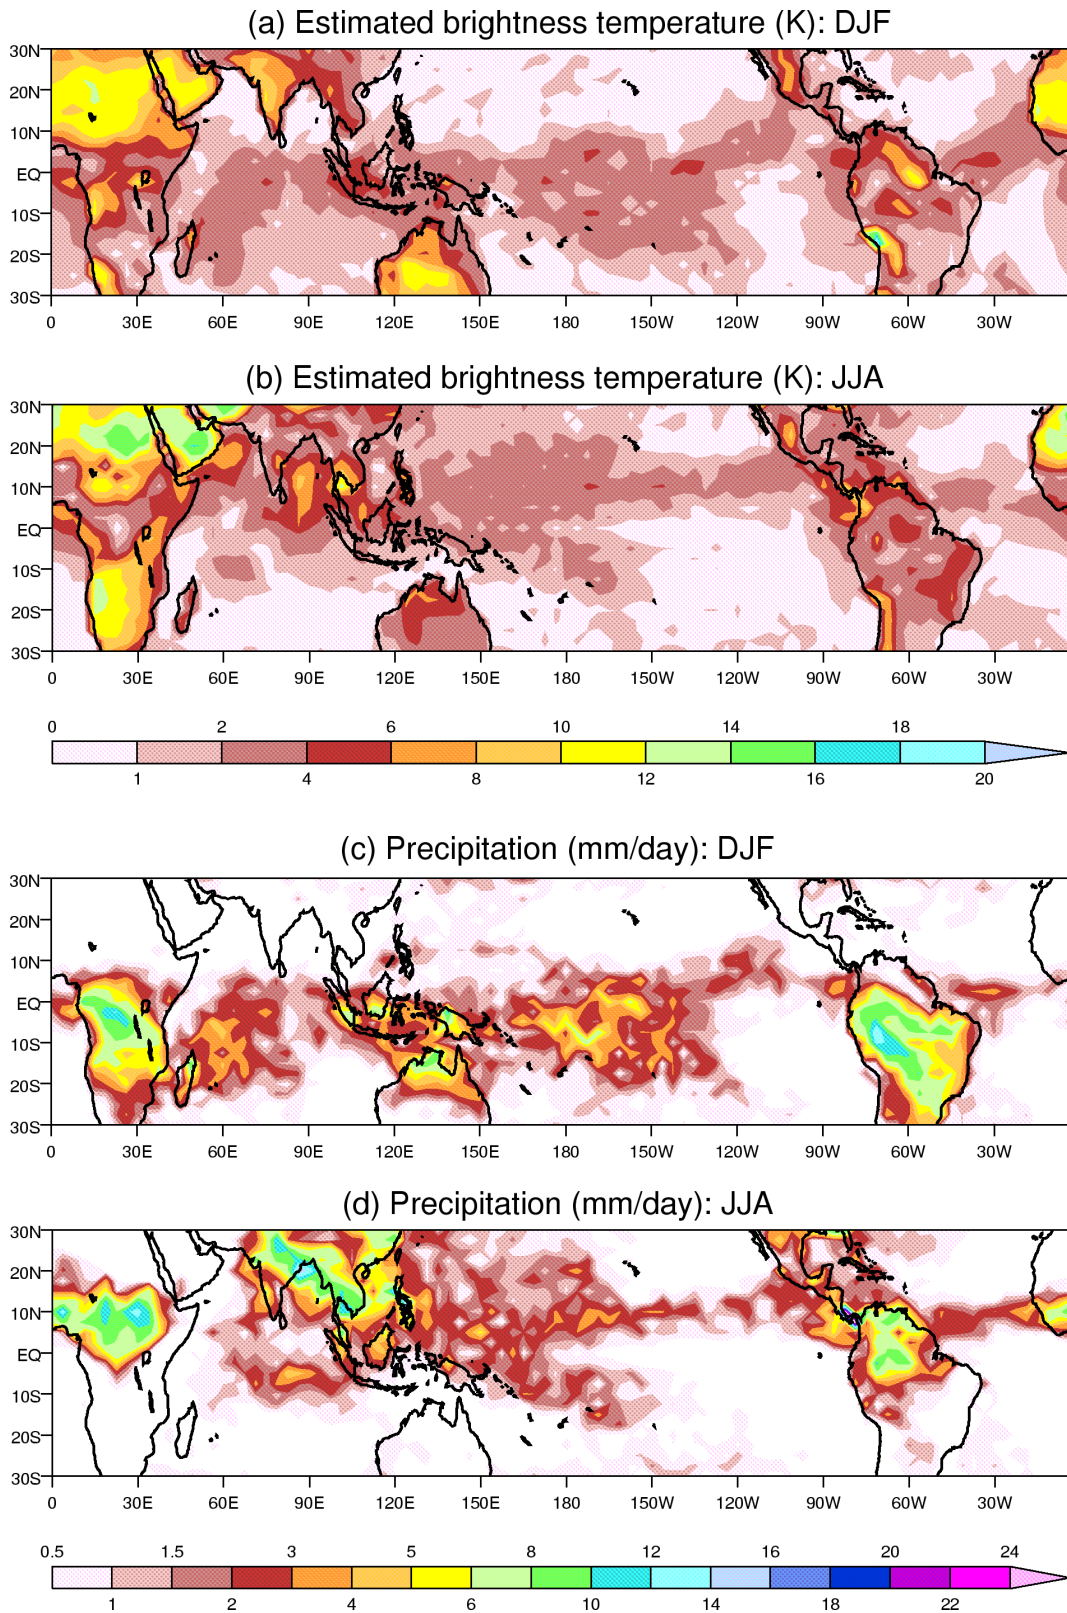 (a) Estimated brightness temperature (K): DJF
30N
20N
10N
EQ
10S
20S
30S
0 30E 60E 90E 120E 150E 180 150W 120W 90W 60W 30W
(b) Estimated brightness temperature (K): JJA
30N
20N
10N
EQ
10S
20S
30S
0 30E 60E 90E 120E 150E 180 150W 120W 90W 60W 30W
0 2 6 10 14 18
1 4 8 12 16 20
(c) Precipitation (mm/day): DJF
30N
20N
10N
EQ
10S
20S
30S
0 30E 60E 90E 120E 150E 180 150W 120W 90W 60W 30W
(d) Precipitation (mm/day): JJA
30N
20N
10N
EQ
10S
20S
30S
0 30E 60E 90E 120E 150E 180 150W 120W 90W 60W 30W
0.5 1.5 3 5 8 12 16 20 24
1 2 4 6 10 14 18 22